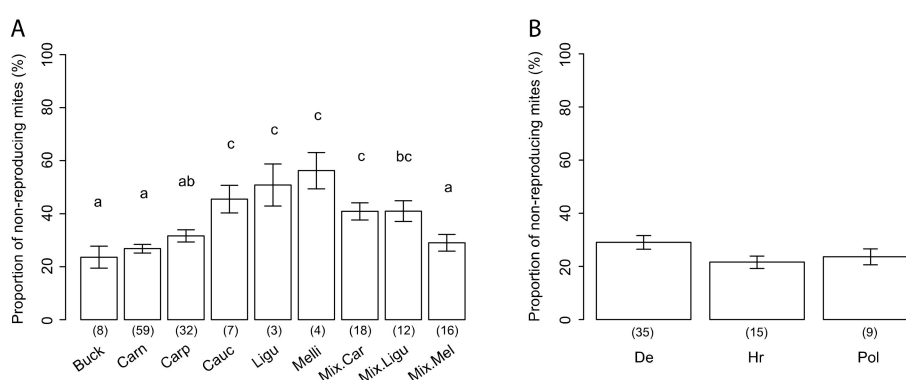 A
Proportion of non-reproducing mites (%)
100
80
60
40
20
0
a a ab c c c c bc a
(8) (59) (32) (7) (3) (4) (18) (12) (16)
Buck Carn Carp Cauc Ligu Melli Mix.Car Mix.Ligu Mix.Mel
B
Proportion of non-reproducing mites (%)
100
80
60
40
20
0
(35) (15) (9)
De Hr Pol